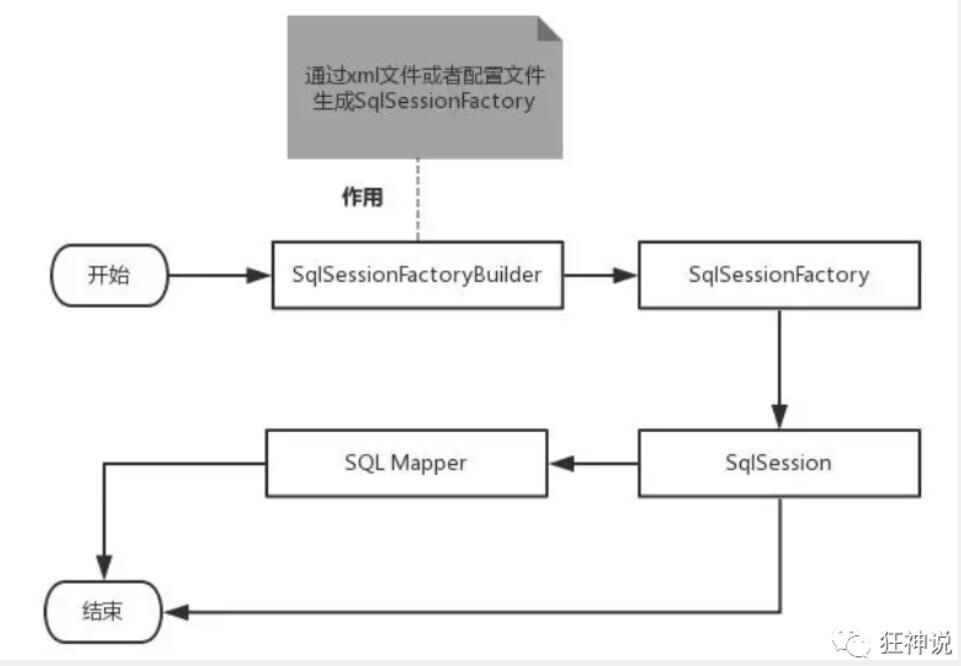 通过xml文件或者配置文件
生成SqlSessionFactory
作用
开始
SqlSessionFactoryBuilder
SqlSessionFactory
SQL Mapper
SqlSession
结束
狂神说